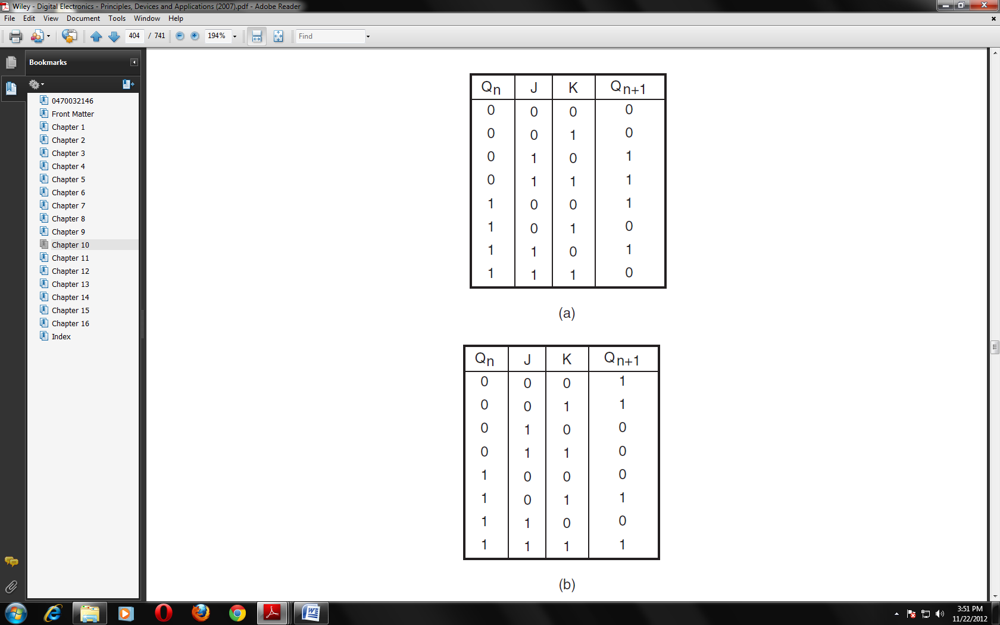 Wiley - Digital Electronics - Principles, Devices and Applications (2007).pdf - Adobe Reader
File Edit View Document Tools Window Help
404 / 741 194% Find
Bookmarks
0470032146
Front Matter
Chapter 1
Chapter 2
Chapter 3
Chapter 4
Chapter 5
Chapter 6
Chapter 7
Chapter 8
Chapter 9
Chapter 10
Chapter 11
Chapter 12
Chapter 13
Chapter 14
Chapter 15
Chapter 16
Index
Qn J K Qn+1
0 0 0 0
0 0 1 0
0 1 0 1
0 1 1 1
1 0 0 1
1 0 1 0
1 1 0 1
1 1 1 0
(a)
Qn J K Qn+1
0 0 0 1
0 0 1 1
0 1 0 0
0 1 1 0
1 0 0 0
1 0 1 1
1 1 0 0
1 1 1 1
(b)
3:51 PM
11/22/2012